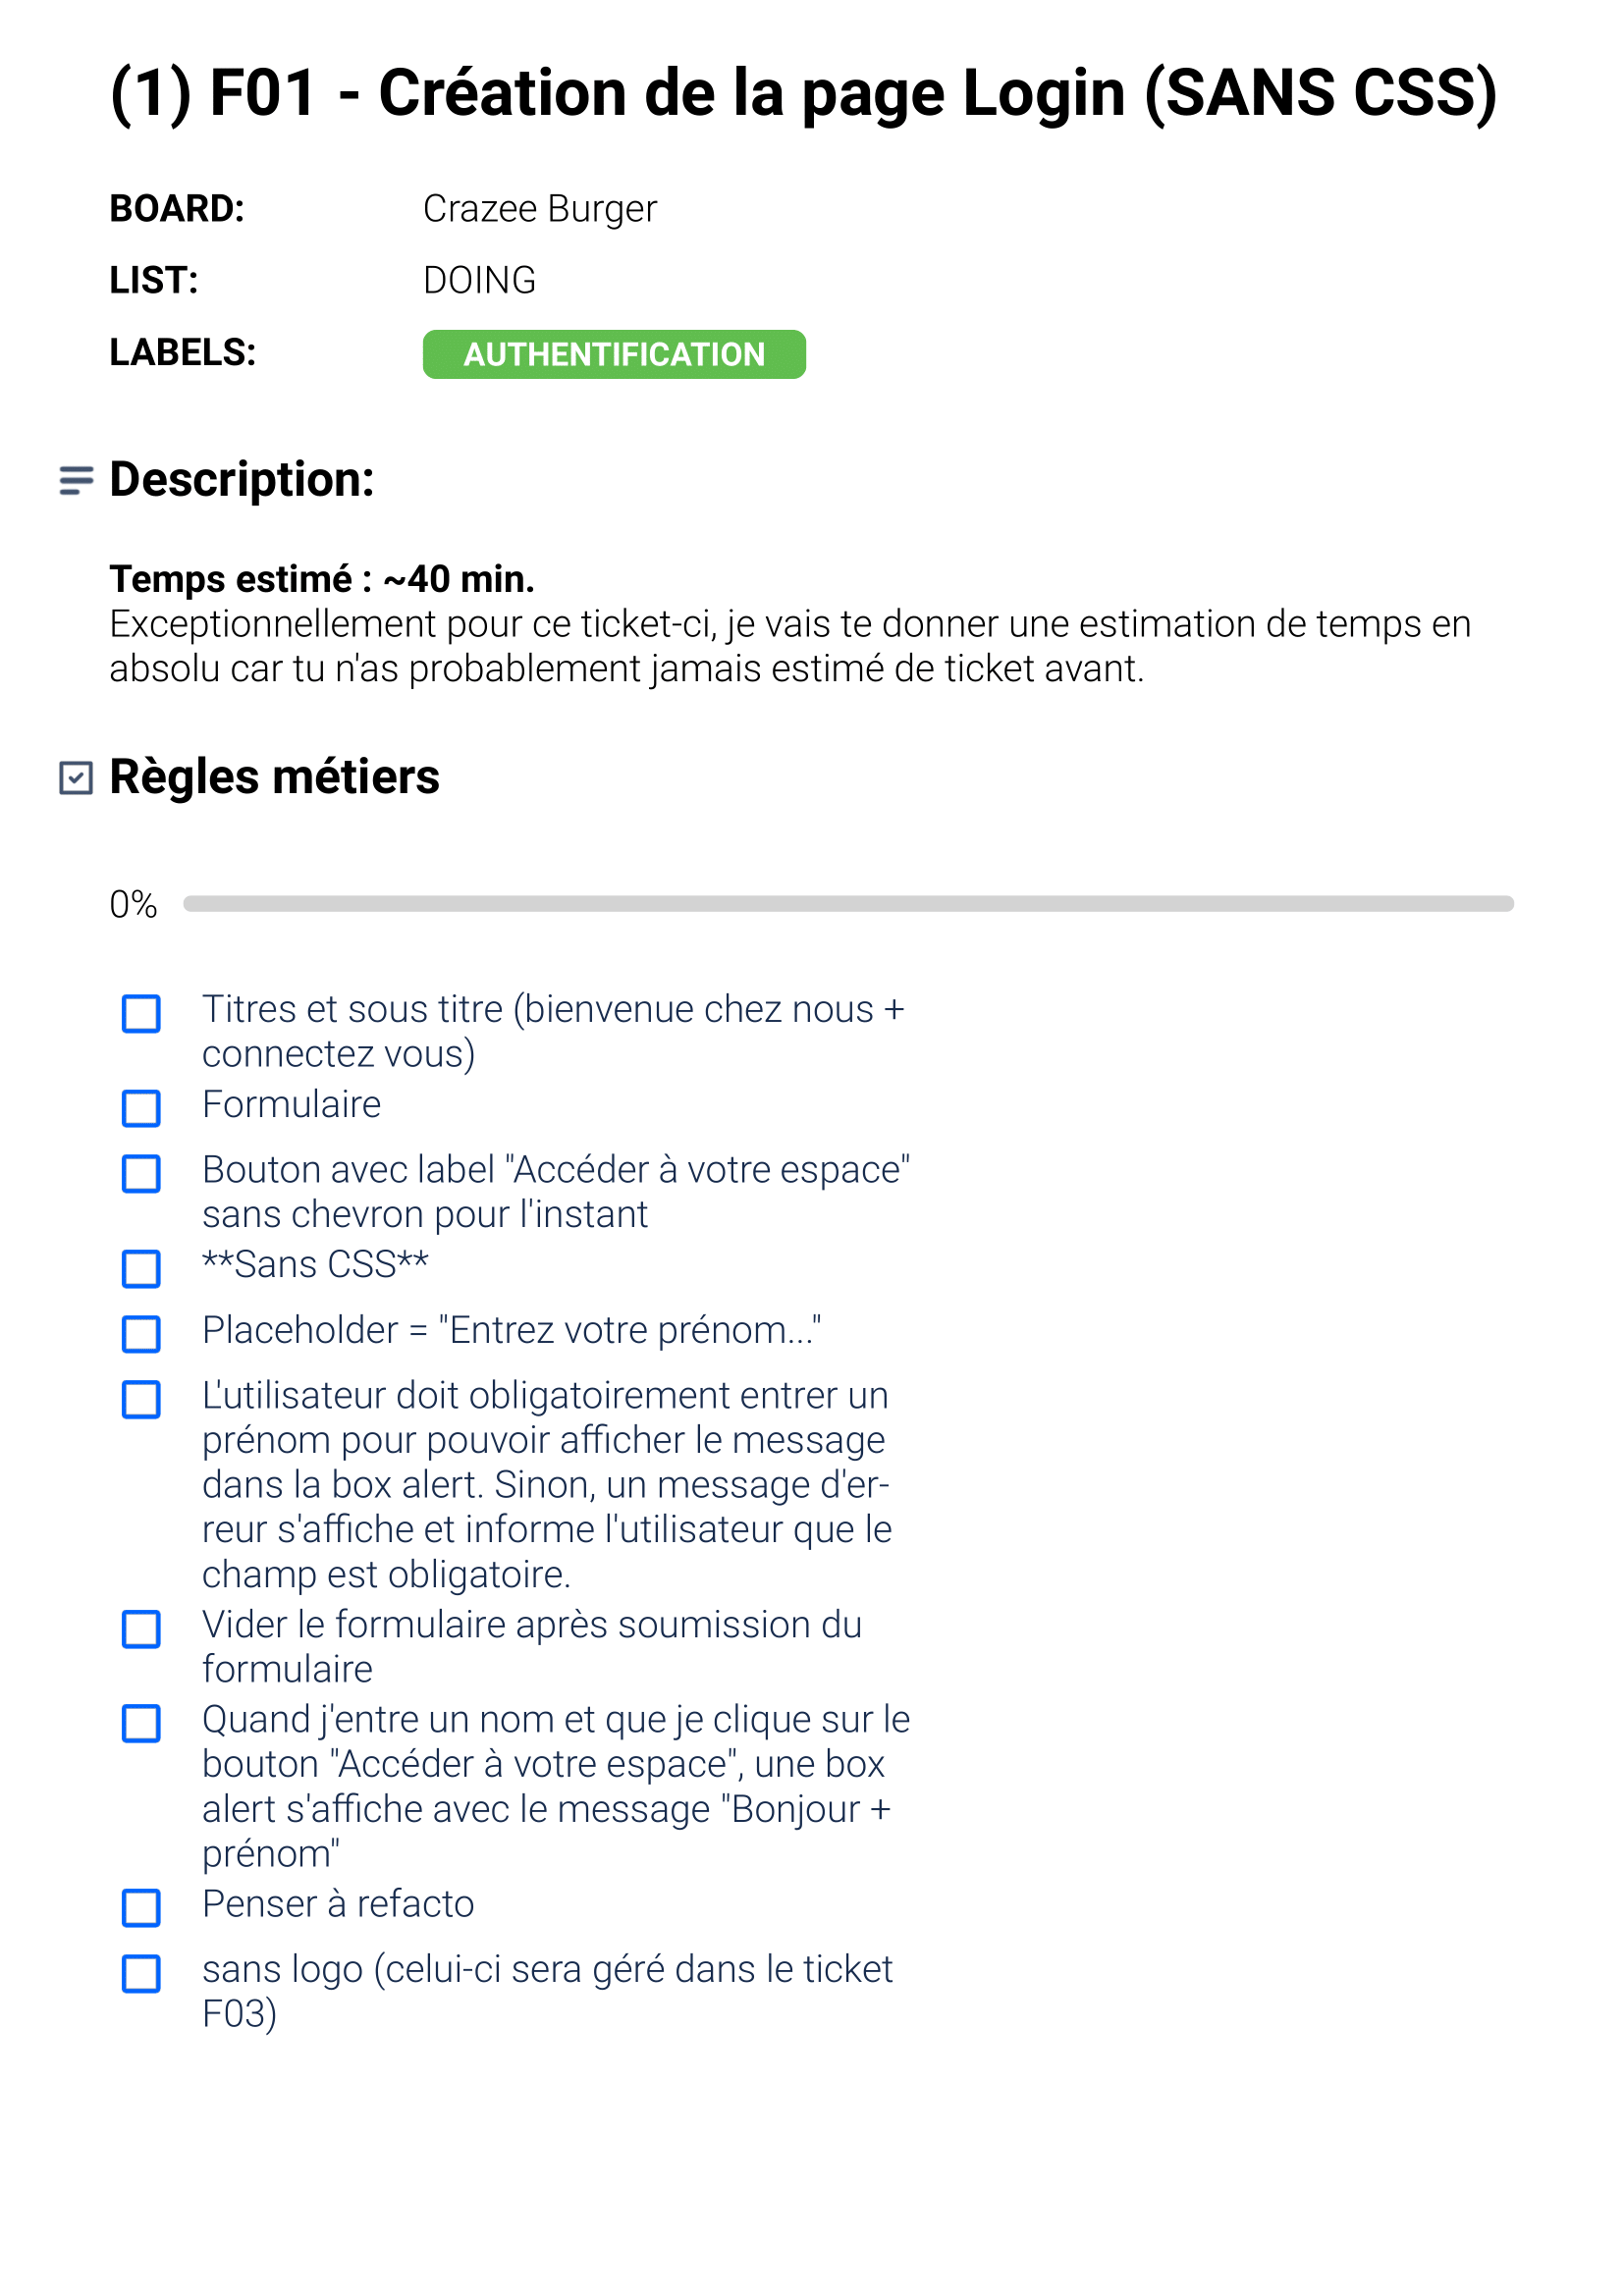 (1) F01 - Création de la page Login (SANS CSS)
BOARD: Crazee Burger
LIST: DOING
LABELS: AUTHENTIFICATION
Description:
Temps estimé : ~40 min.
Exceptionnellement pour ce ticket-ci, je vais te donner une estimation de temps en
absolu car tu n'as probablement jamais estimé de ticket avant.
Règles métiers
0%
Titres et sous titre (bienvenue chez nous +
connectez vous)
Formulaire
Bouton avec label "Accéder à votre espace"
sans chevron pour l'instant
**Sans CSS**
Placeholder = "Entrez votre prénom..."
L'utilisateur doit obligatoirement entrer un
prénom pour pouvoir afficher le message
dans la box alert. Sinon, un message d'er-
reur s'affiche et informe l'utilisateur que le
champ est obligatoire.
Vider le formulaire après soumission du
formulaire
Quand j'entre un nom et que je clique sur le
bouton "Accéder à votre espace", une box
alert s'affiche avec le message "Bonjour +
prénom"
Penser à refacto
sans logo (celui-ci sera géré dans le ticket
F03)